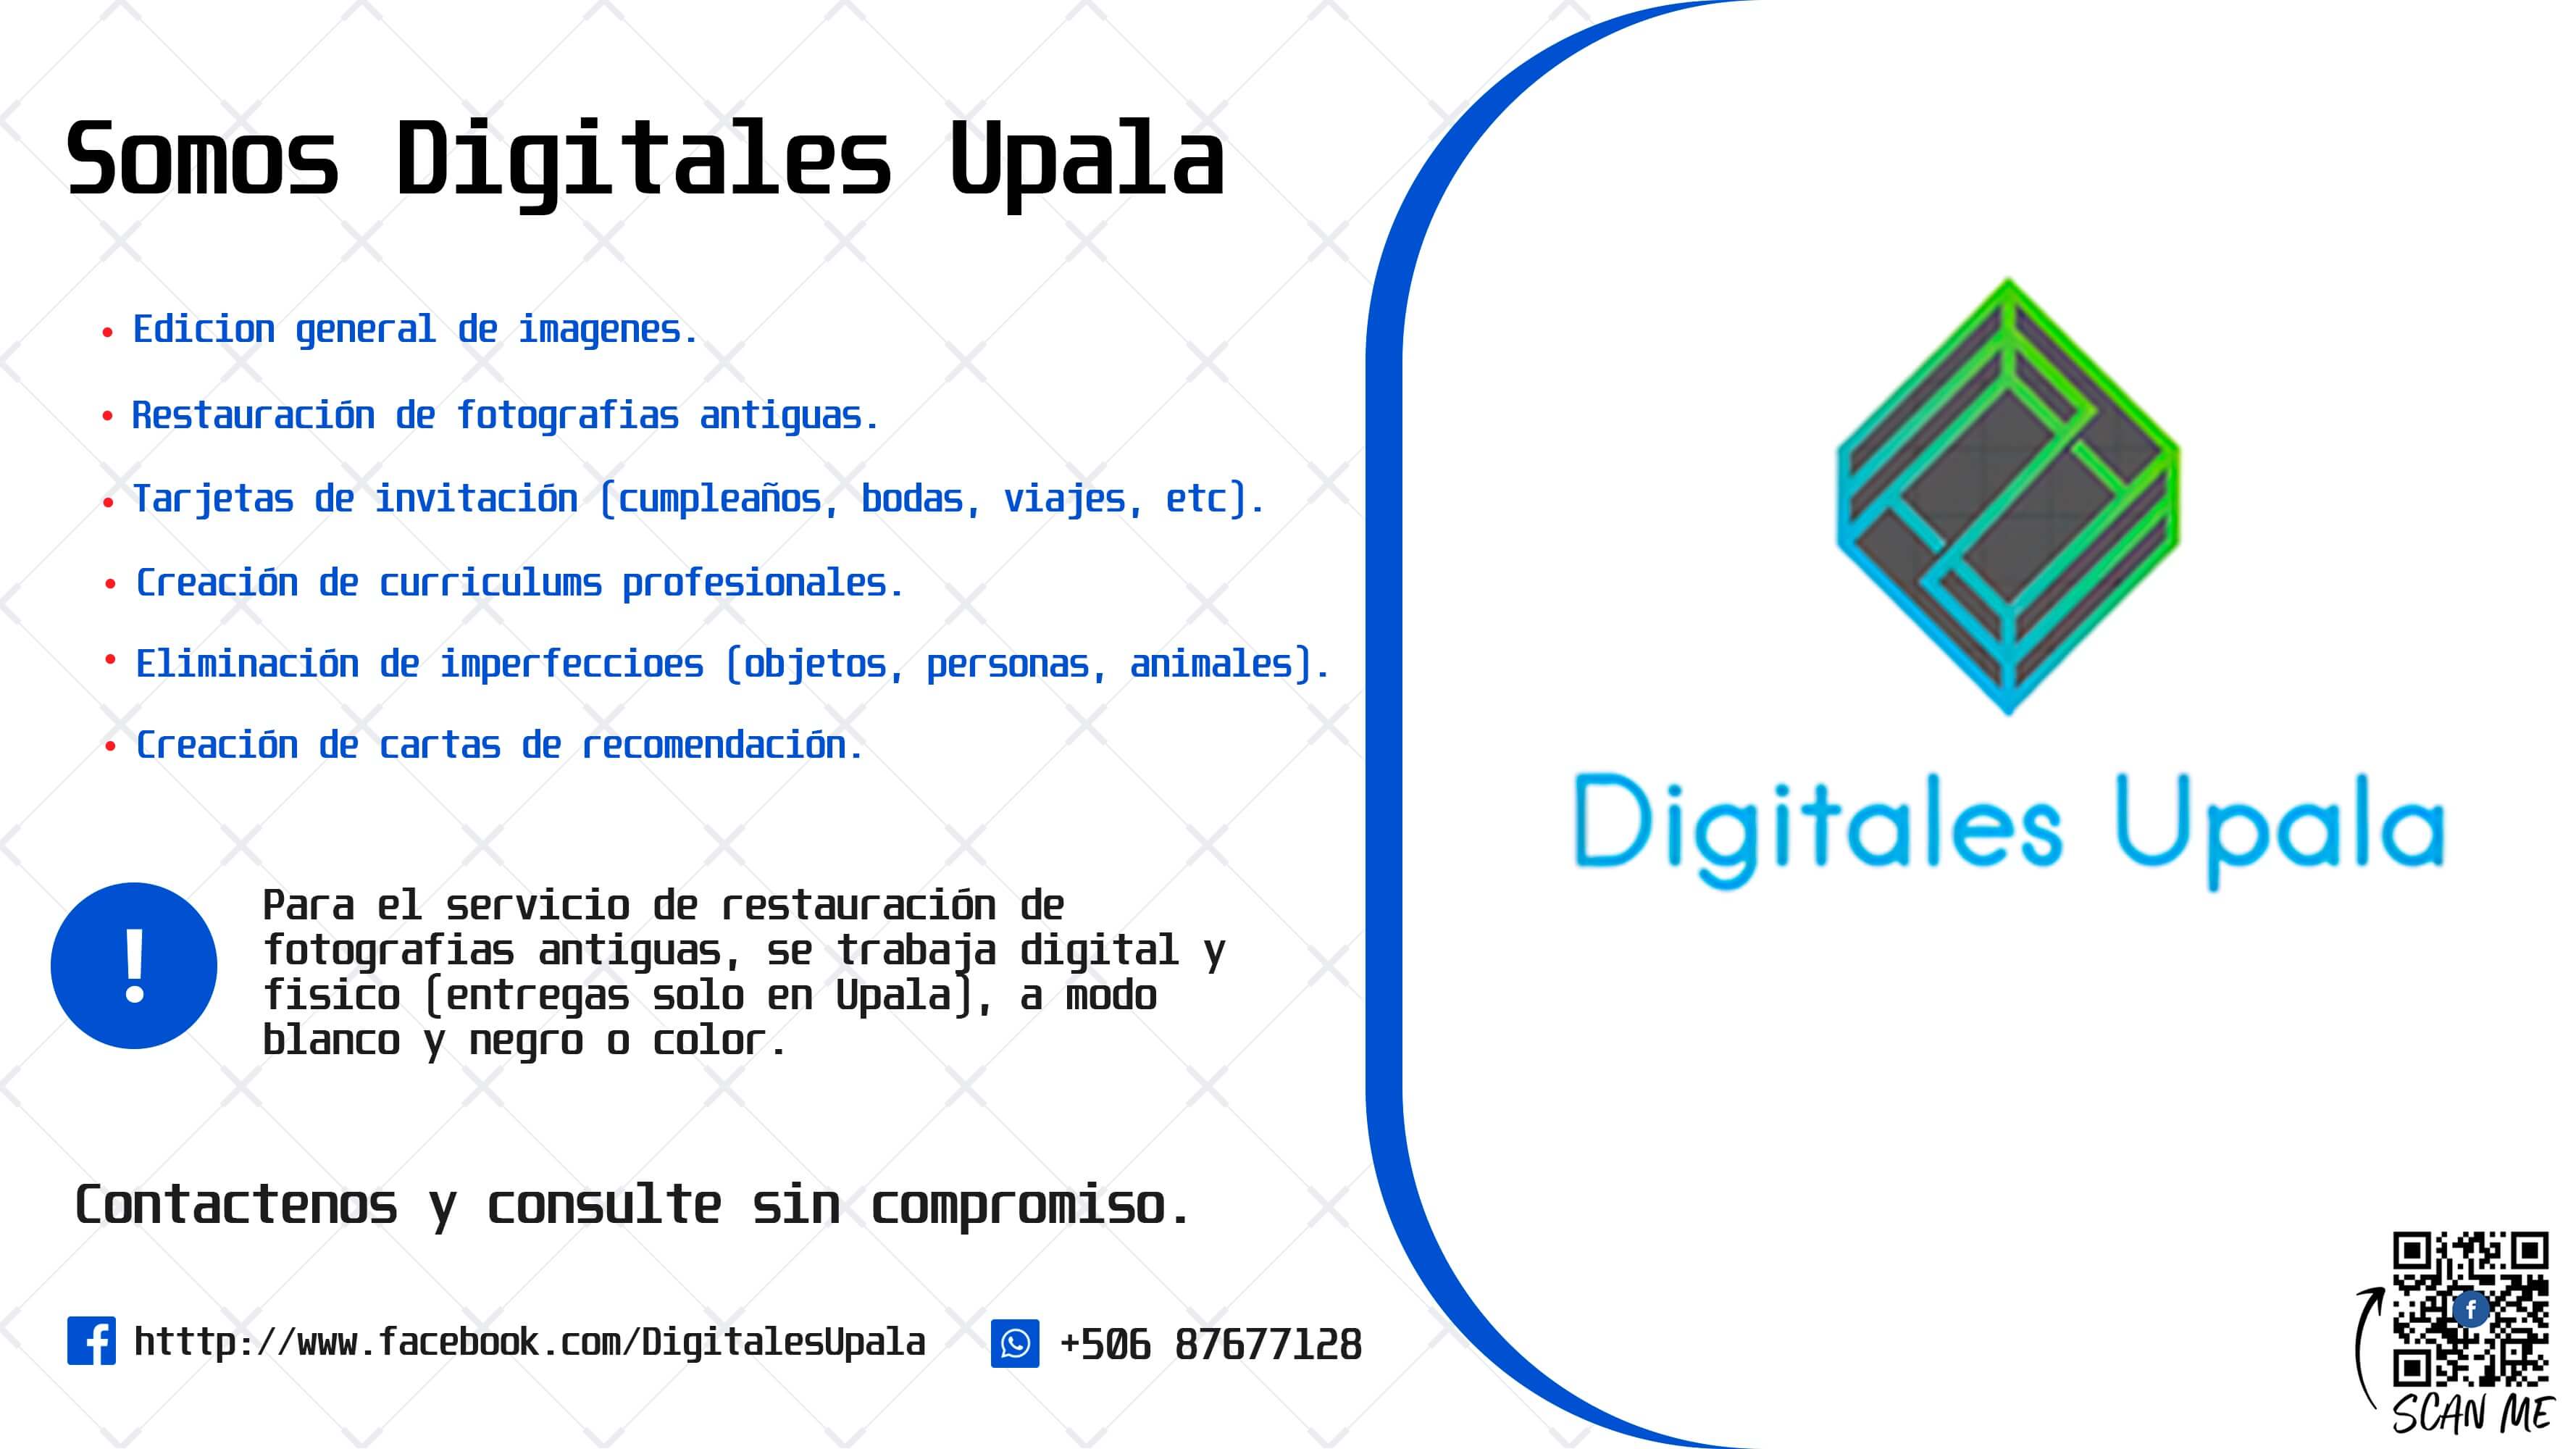 Somos Digitales Upala
• Edicion general de imagenes.
• Restauración de fotografias antiguas.
• Tarjetas de invitación (cumpleaños, bodas, viajes, etc).
• Creación de curriculums profesionales.
• Eliminación de imperfeccioes (objetos, personas, animales).
• Creación de cartas de recomendación.
!
Para el servicio de restauración de
fotografias antiguas, se trabaja digital y
fisico (entregas solo en Upala), a modo
blanco y negro o color.
Contactenos y consulte sin compromiso.
htttp://www.facebook.com/DigitalesUpala
+506 87677128
Digitales Upala
SCAN ME